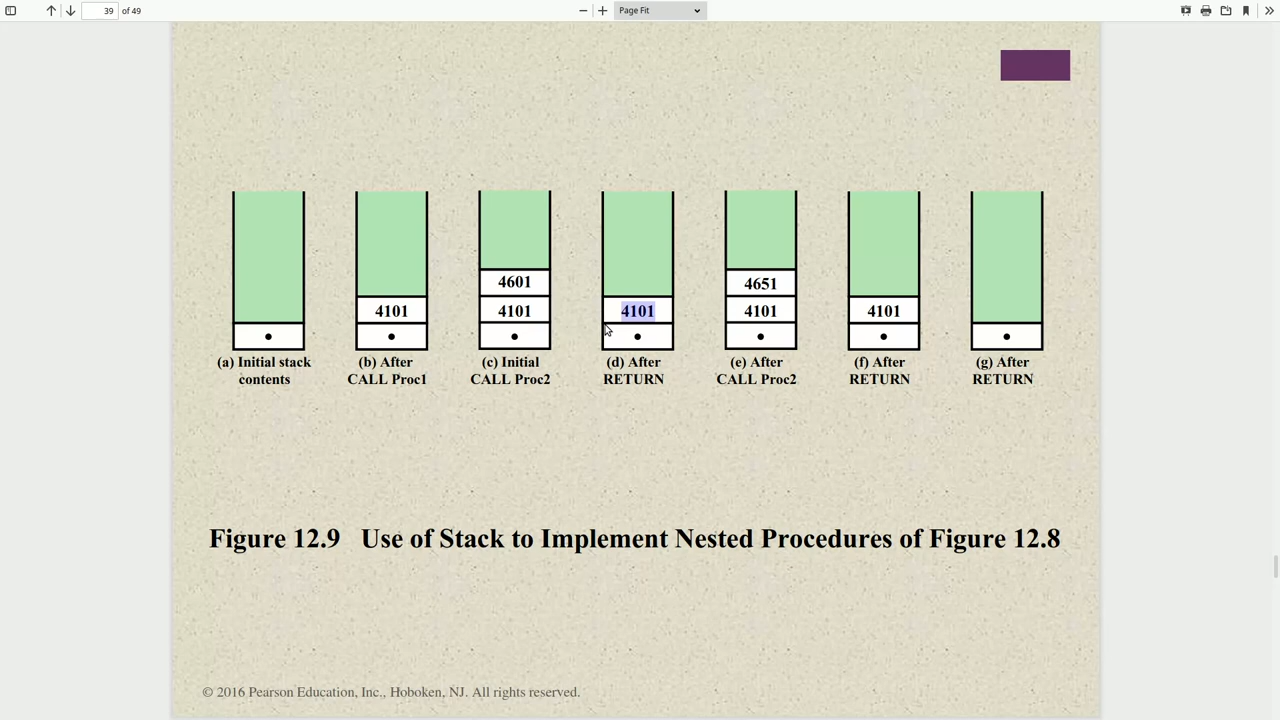 39 of 49
Page Fit
4601 4651
4101 4101 4101 4101 4101
(a) Initial stack contents
(b) After CALL Proc1
(c) Initial CALL Proc2
(d) After RETURN
(e) After CALL Proc2
(f) After RETURN
(g) After RETURN
Figure 12.9 Use of Stack to Implement Nested Procedures of Figure 12.8
© 2016 Pearson Education, Inc., Hoboken, NJ. All rights reserved.